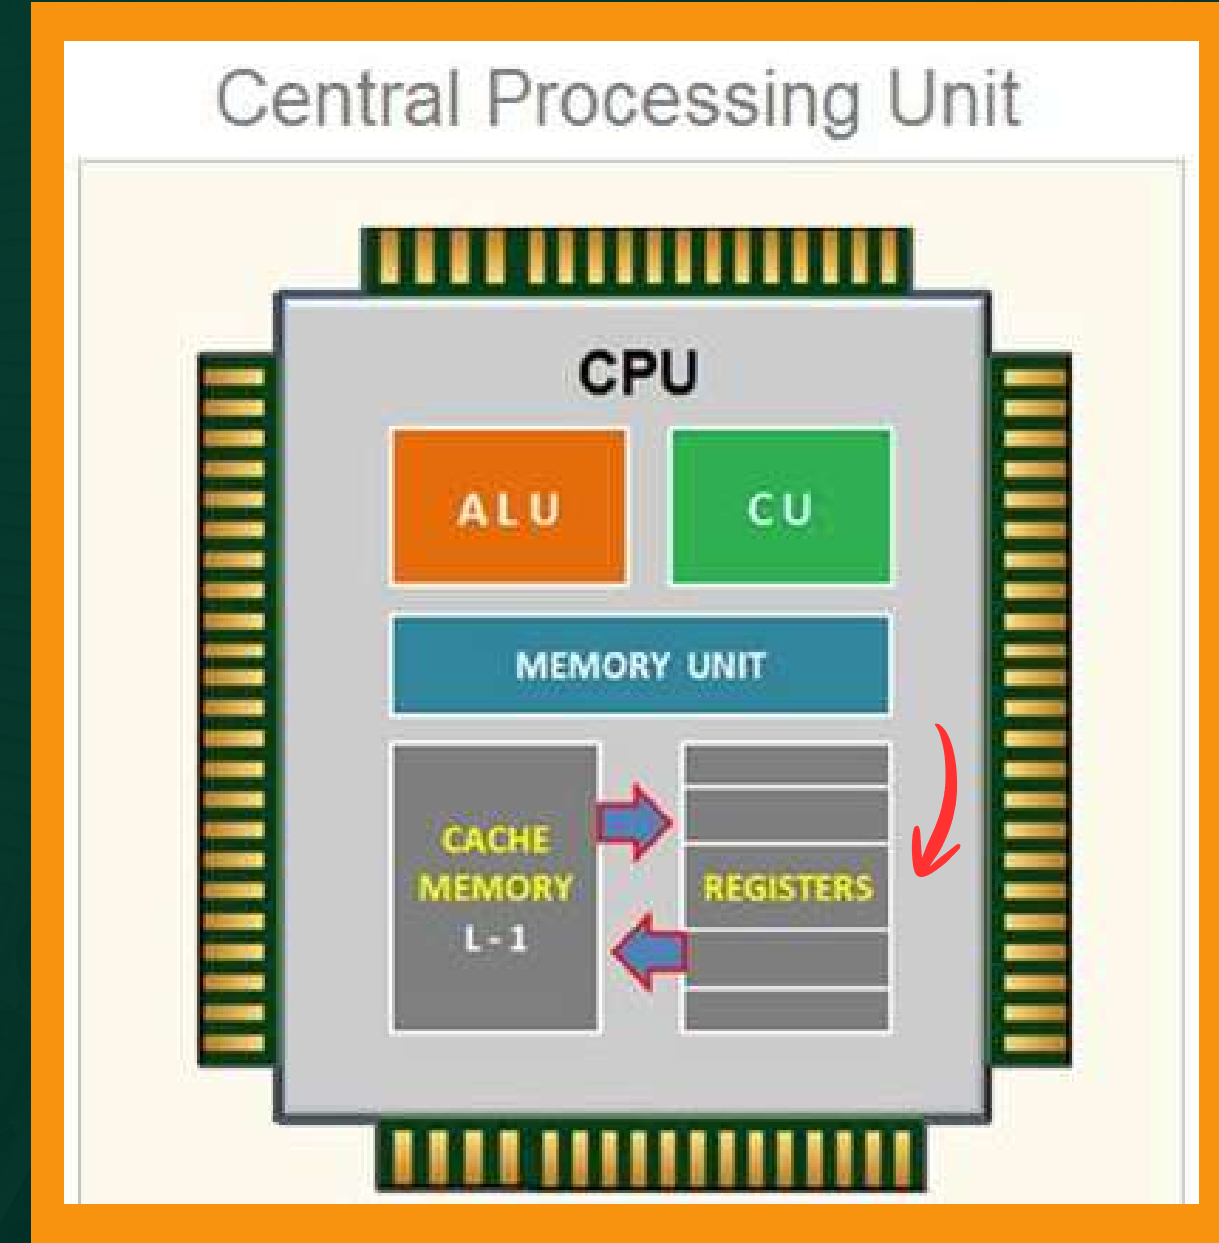 Central Processing Unit
CPU
ALU
CU
MEMORY UNIT
CACHE
MEMORY
L - 1
REGISTERS